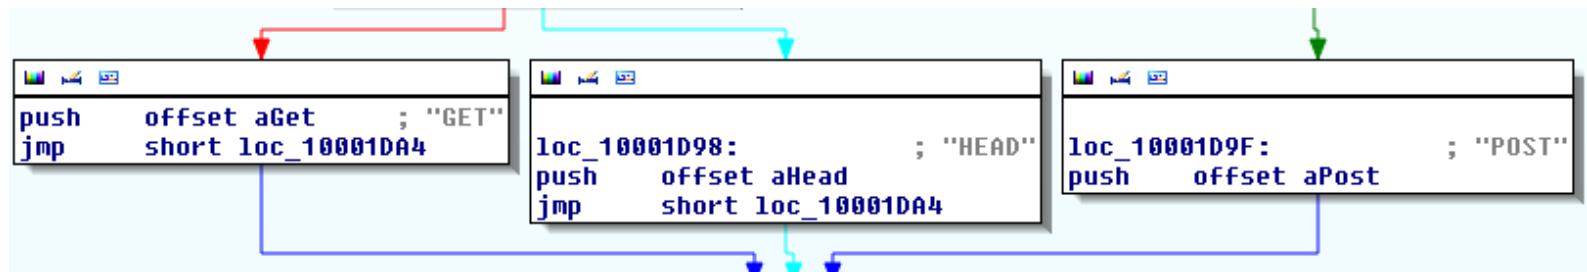 push offset aGet ; "GET"
jmp short loc_10001DA4
loc_10001D98: ; "HEAD"
push offset aHead
jmp short loc_10001DA4
loc_10001D9F: ; "POST"
push offset aPost